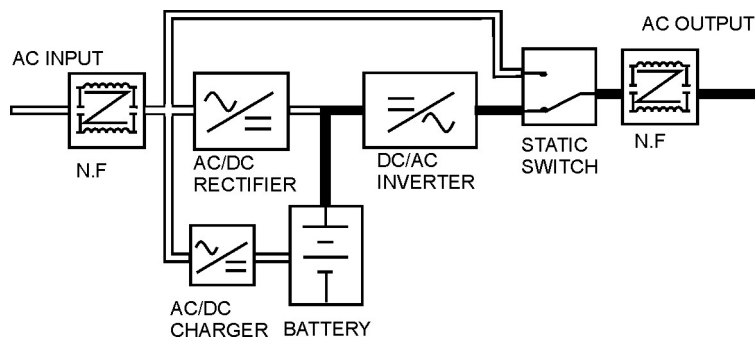 AC INPUT
AC OUTPUT
N.F
AC/DC
RECTIFIER
DC/AC
INVERTER
STATIC
SWITCH
N.F
AC/DC
CHARGER
BATTERY